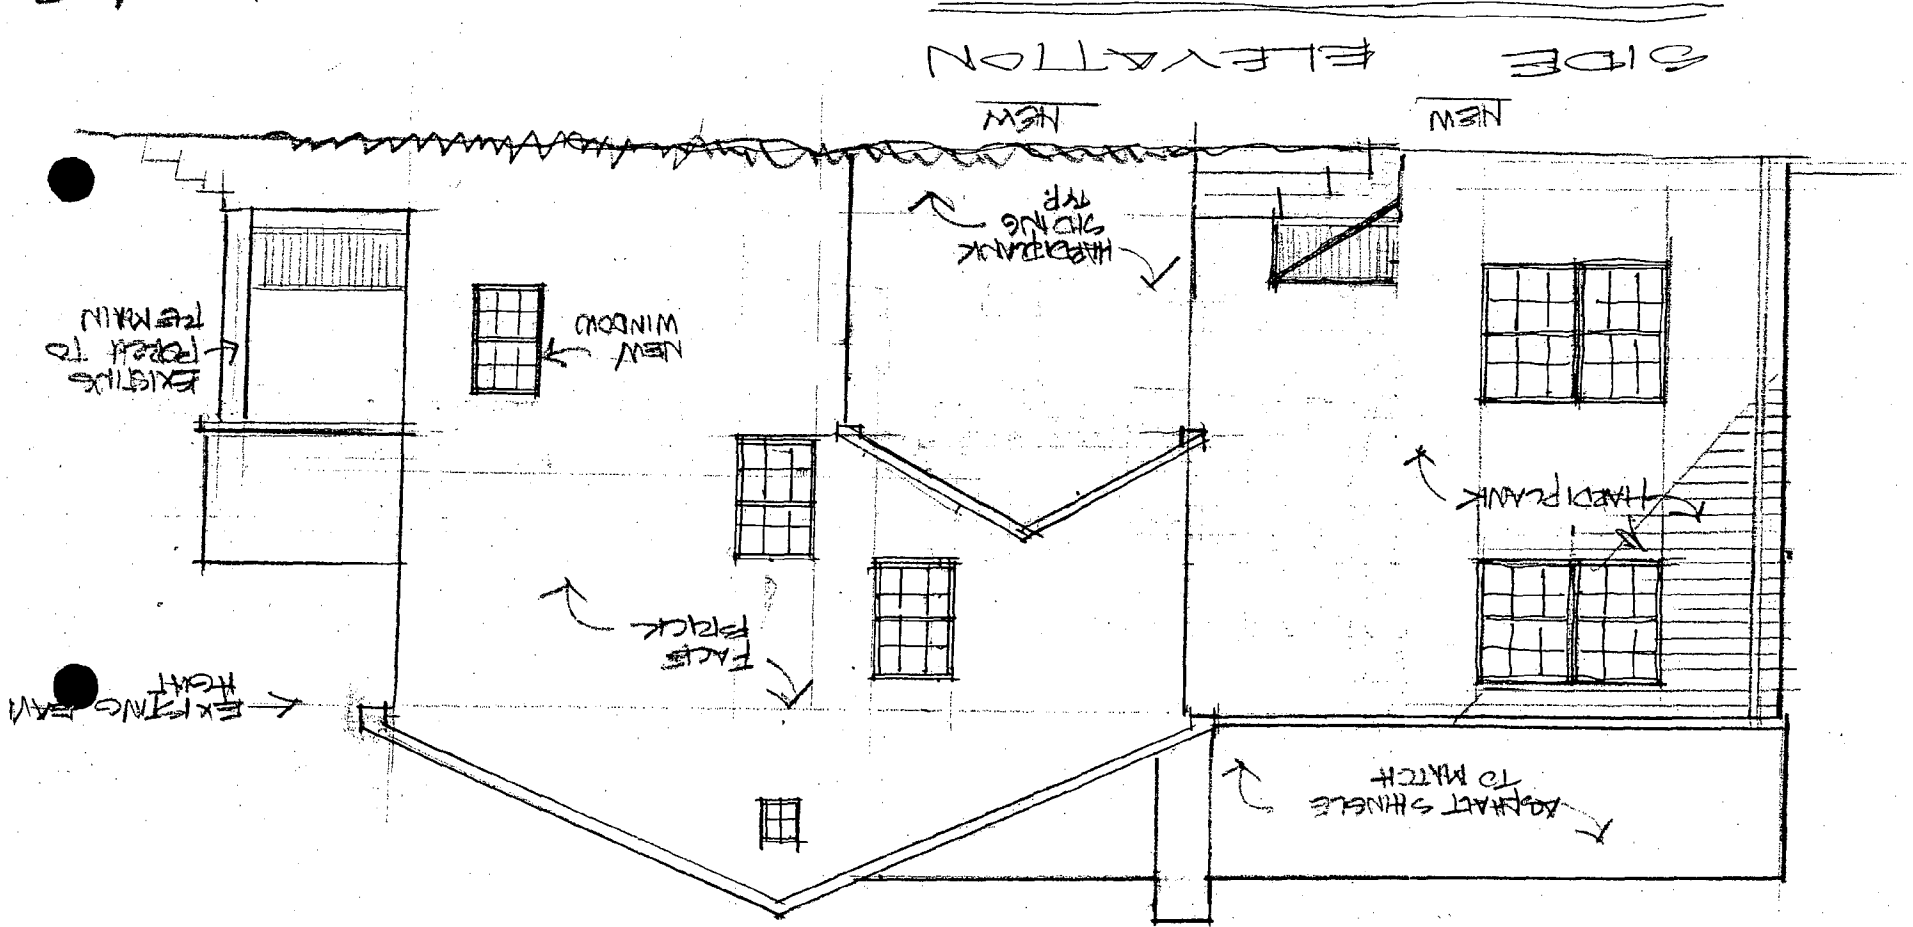 ASPHALT SHINGLE
TO MATCH
EXISTING EAV
HGHT
FACE
BRICK
HARDIPLANK
EXISTING
PORCH TO
REMAIN
NEW
WINDOW
HARDIPLANK
SIDING
TYP.
NEW
NEW
SIDE ELEVATION